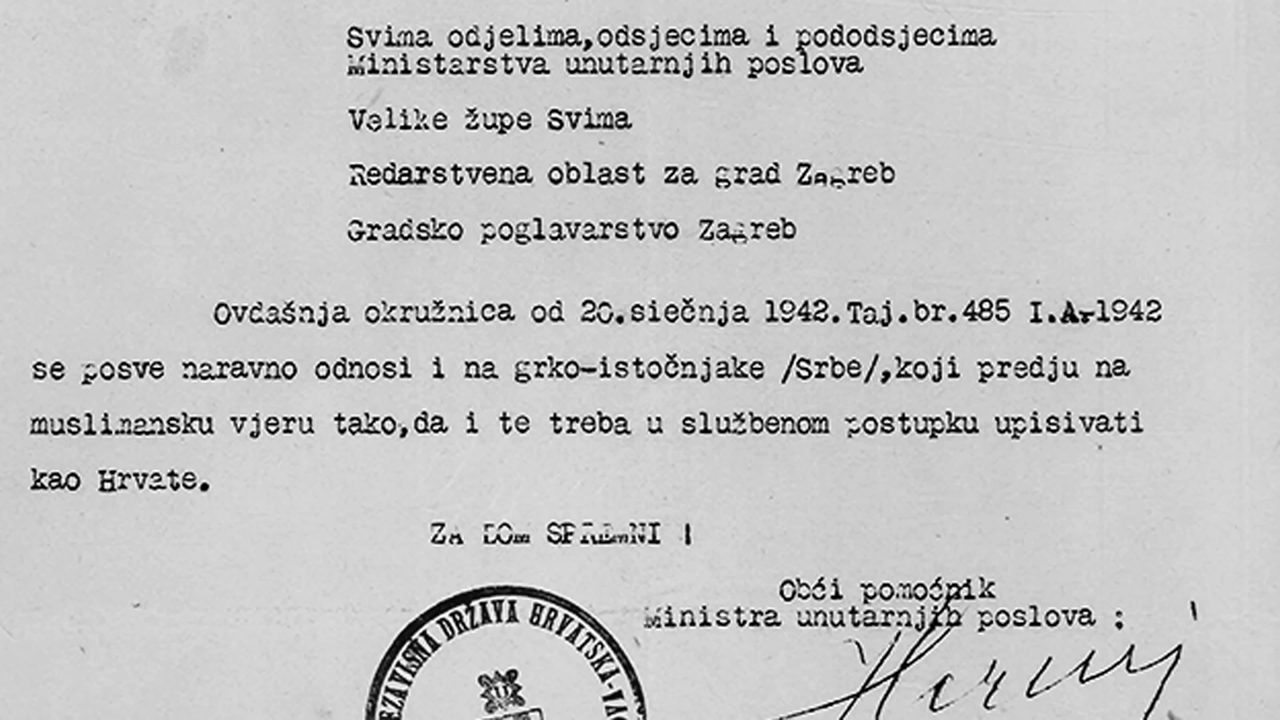 Svima odjelima,odsjecima i pododsjecima
Ministarstva unutarnjih poslova
Velike župe Svima
Redarstvena oblast za grad Zagreb
Gradsko poglavarstvo Zagreb
Ovdašnja okružnica od 20.siečnja 1942.Taj.br.485 I.A.1942
se posve naravno odnosi i na grko-istočnjake /Srbe/,koji predju na
muslimansku vjeru tako,da i te treba u službenom postupku upisivati
kao Hrvate.
ZA DOM SPREMNI !
Obći pomoćnik
Ministra unutarnjih poslova :
NEZAVISNA DRŽAVA HRVATSKA